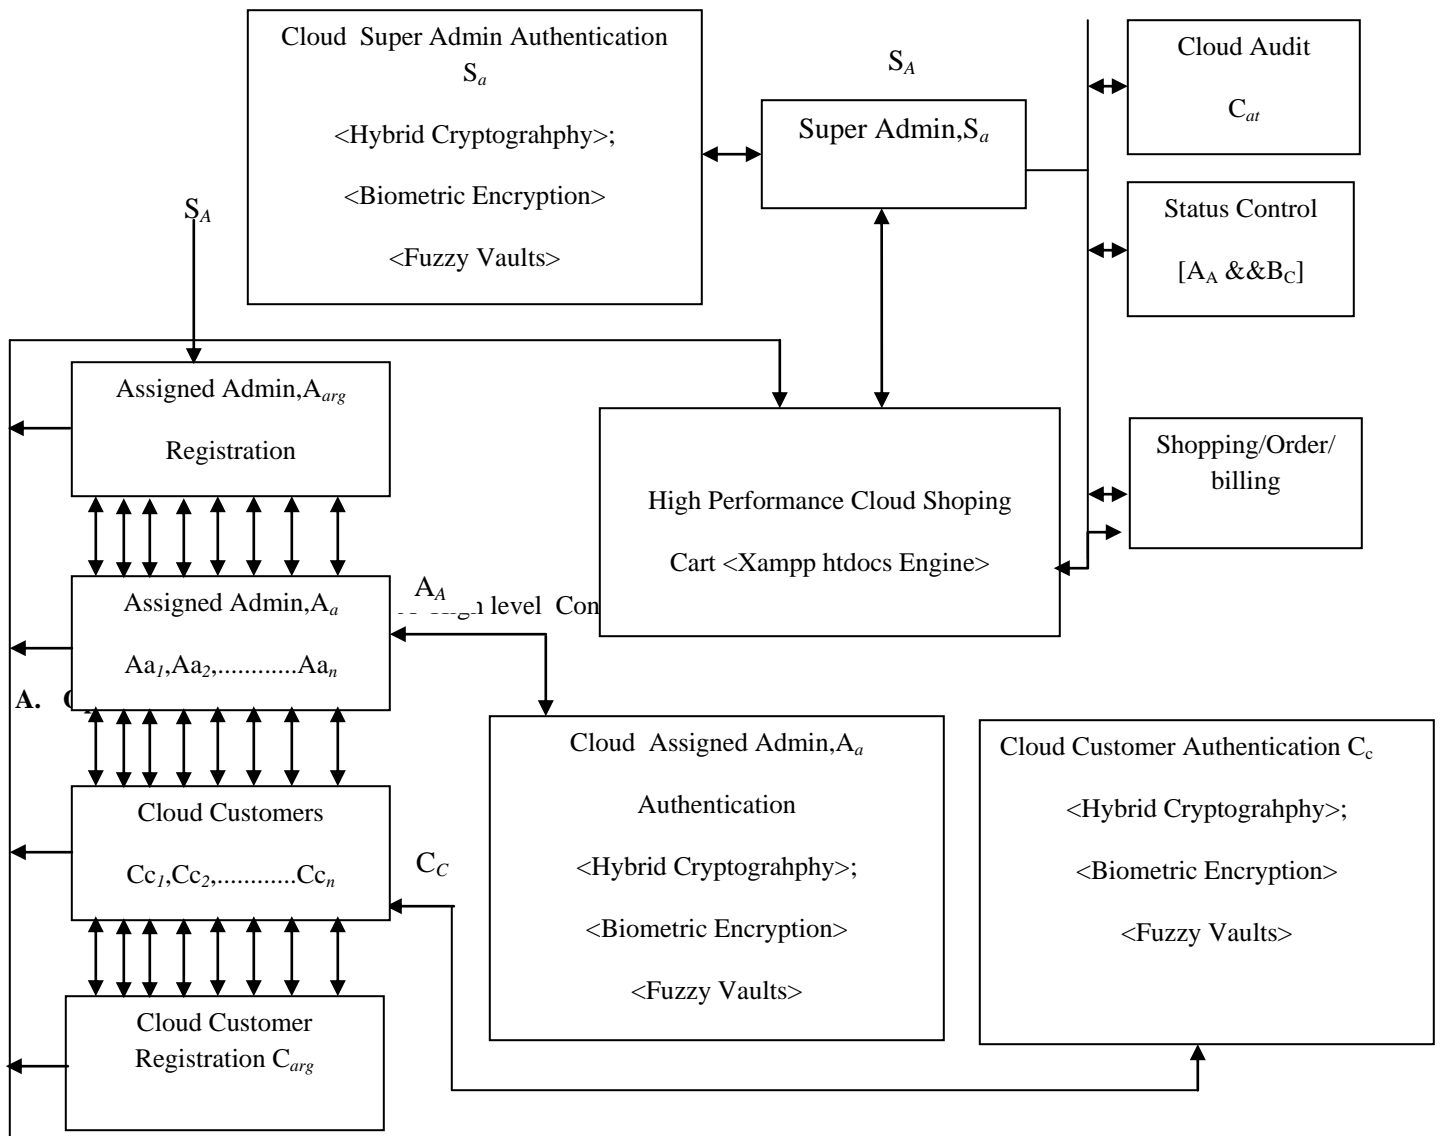 Cloud Super Admin Authentication
Sa
<Hybrid Cryptograhphy>;
<Biometric Encryption>
<Fuzzy Vaults>
SA
Super Admin,Sa
Cloud Audit
Cat
Status Control
[AA &&BC]
SA
Assigned Admin,Aarg
Registration
High Performance Cloud Shoping
Cart <Xampp htdocs Engine>
Shopping/Order/
billing
Assigned Admin,Aa
Aa1,Aa2,............Aan
AA
level Con
A.
Cloud Assigned Admin,Aa
Authentication
<Hybrid Cryptograhphy>;
<Biometric Encryption>
<Fuzzy Vaults>
Cloud Customer Authentication Cc
<Hybrid Cryptograhphy>;
<Biometric Encryption>
<Fuzzy Vaults>
Cloud Customers
Cc1,Cc2,............Ccn
CC
Cloud Customer
Registration Carg